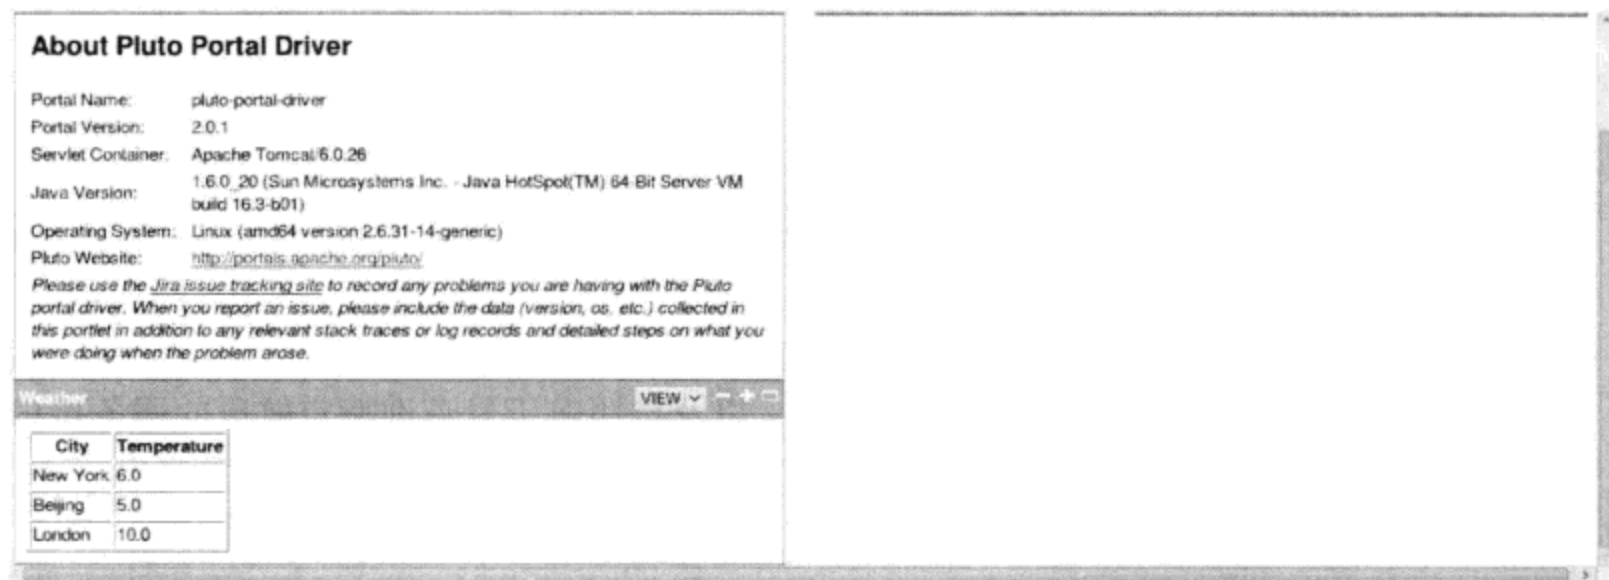 About Pluto Portal Driver
Portal Name: pluto-portal-driver
Portal Version: 2.0.1
Servlet Container: Apache Tomcat/6.0.26
Java Version: 1.6.0_20 (Sun Microsystems Inc. - Java HotSpot(TM) 64-Bit Server VM
build 16.3-b01)
Operating System: Linux (amd64 version 2.6.31-14-generic)
Pluto Website: http://portals.apache.org/pluto/
Please use the Jira issue tracking site to record any problems you are having with the Pluto
portal driver. When you report an issue, please include the data (version, os, etc.) collected in
this portlet in addition to any relevant stack traces or log records and detailed steps on what you
were doing when the problem arose.
Weather VIEW
City Temperature
New York 6.0
Beijing 5.0
London 10.0